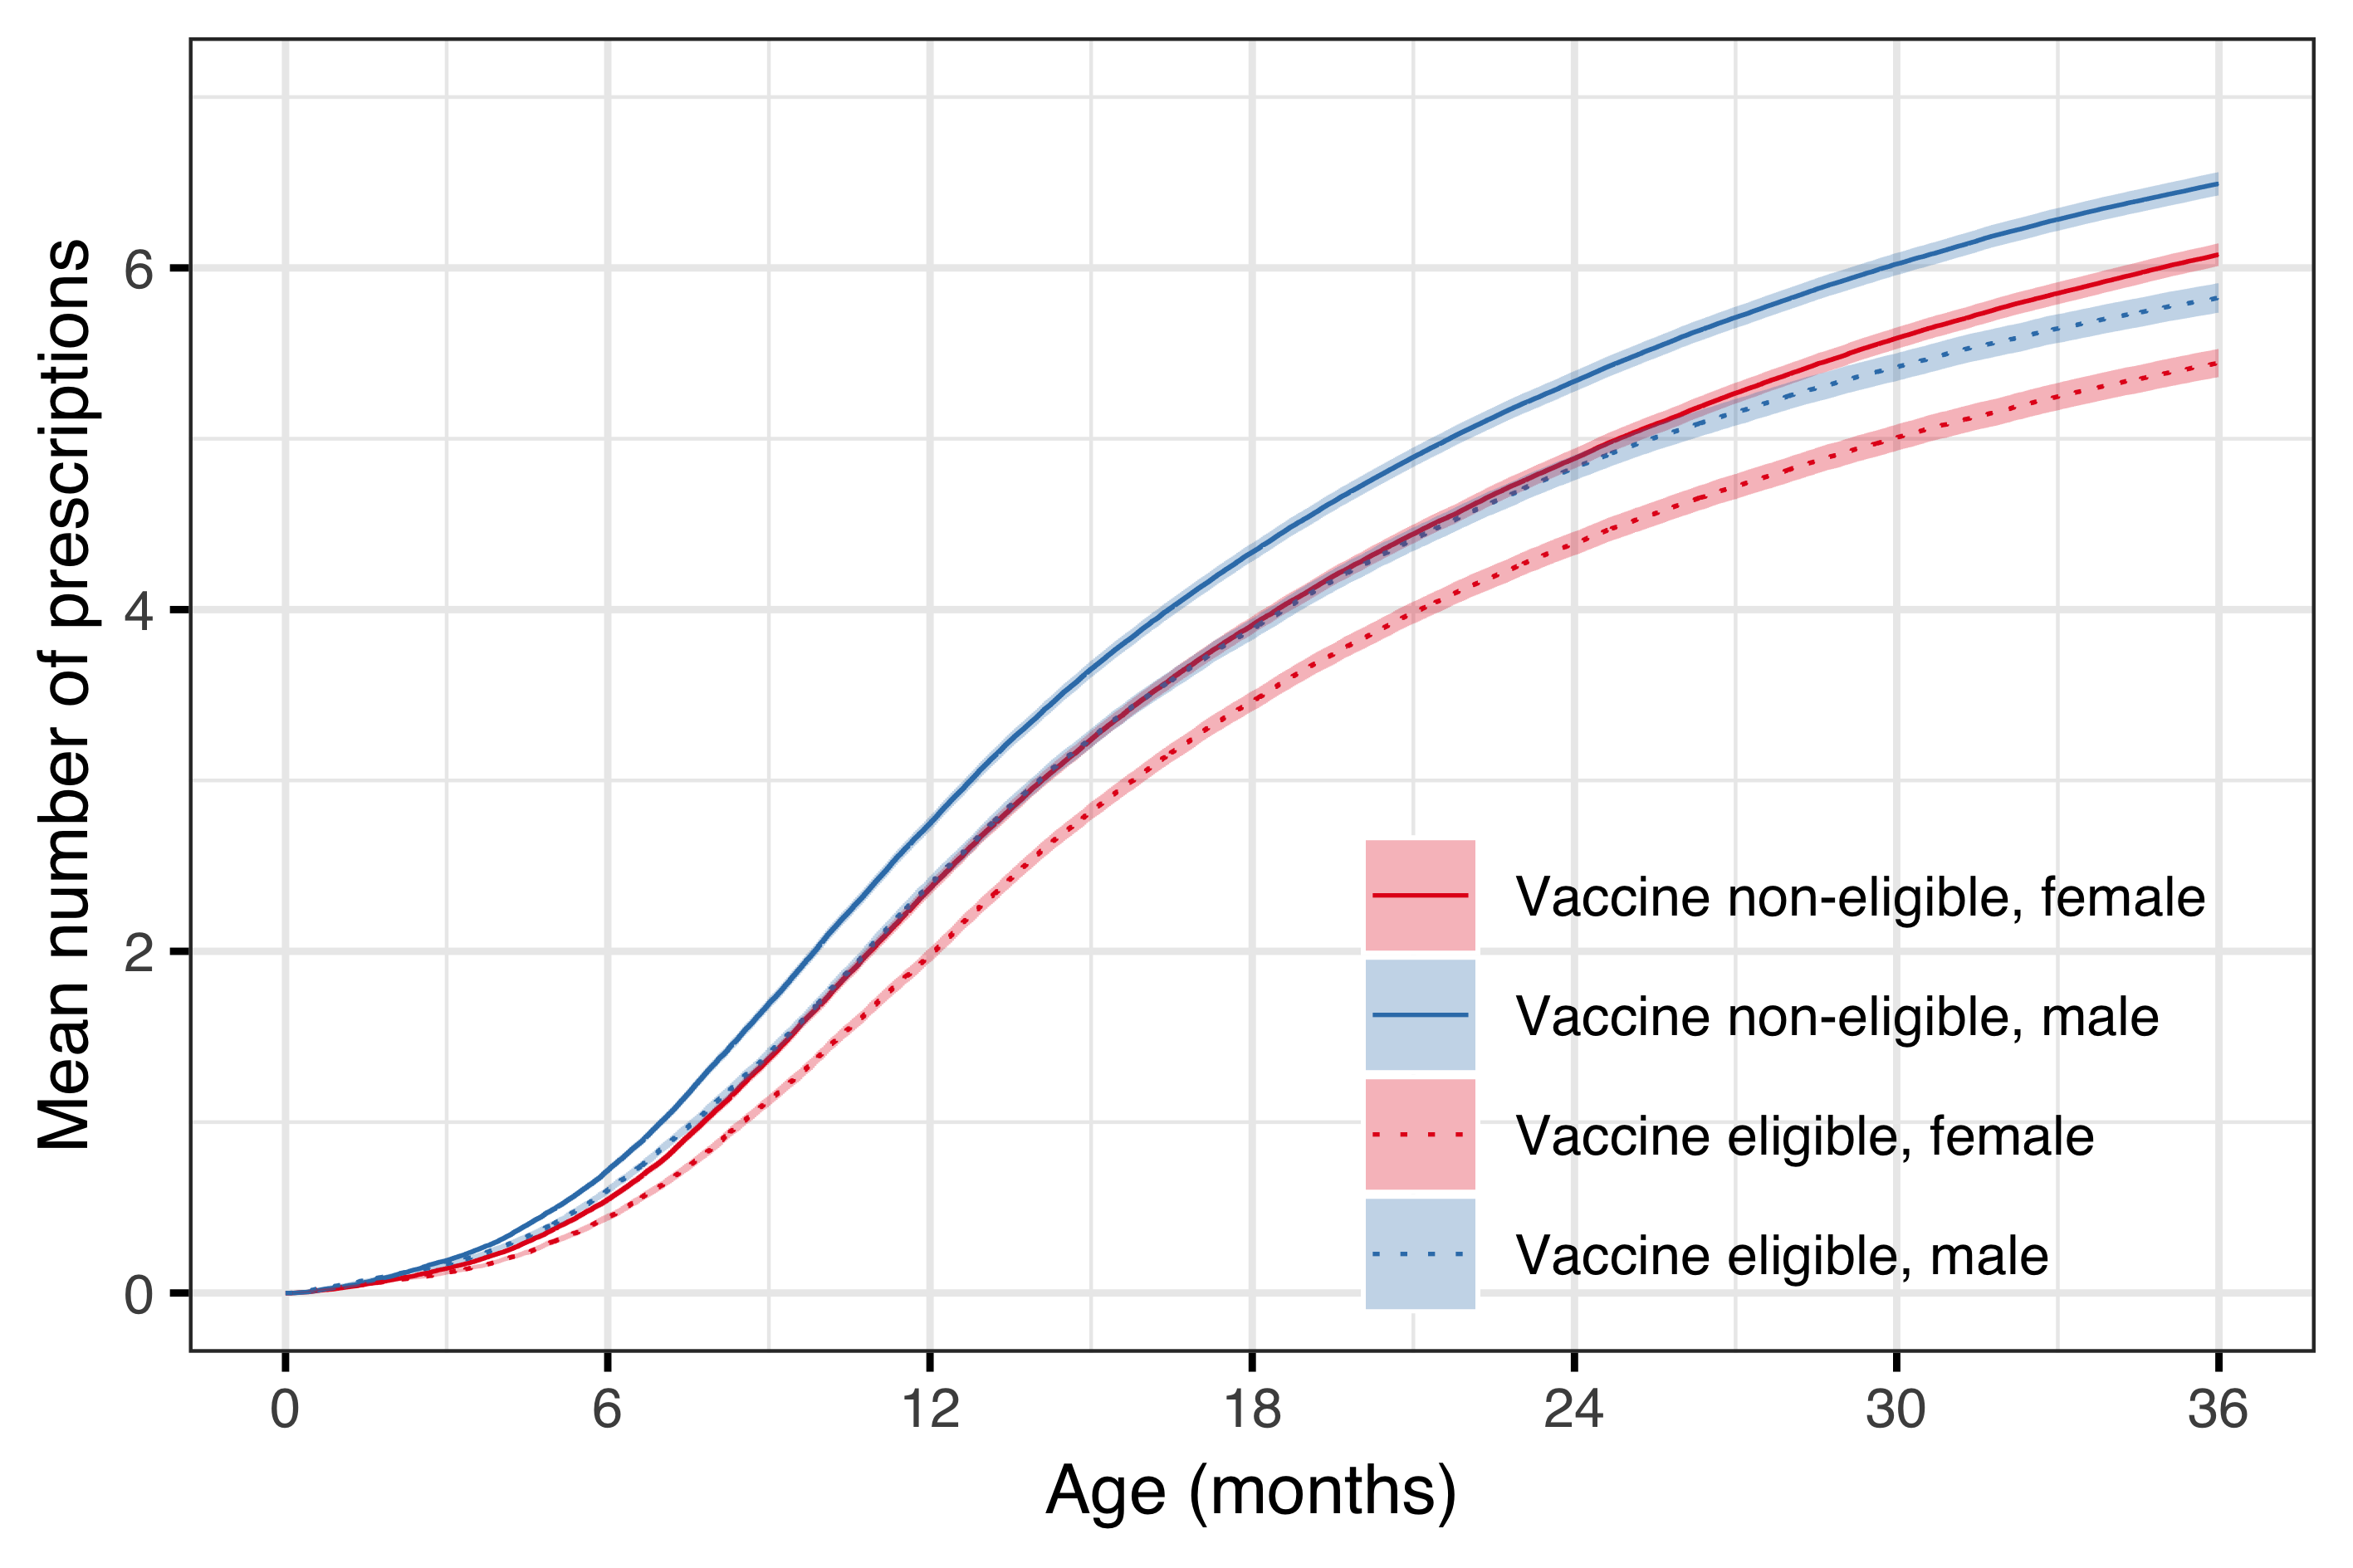 Mean number of prescriptions
6
4
2
0
Vaccine non-eligible, female
Vaccine non-eligible, male
Vaccine eligible, female
Vaccine eligible, male
0 6 12 18 24 30 36
Age (months)